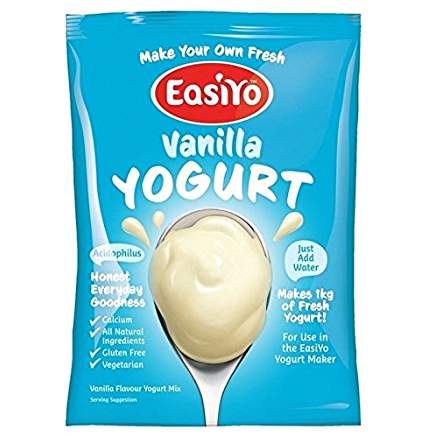 Make Your Own Fresh
EasiYo™
Vanilla
YOGURT
Acidophilus
Honest
Everyday
Goodness
✓ Calcium
✓ All Natural
Ingredients
✓ Gluten Free
✓ Vegetarian
Vanilla Flavour Yogurt Mix
Serving Suggestion
Just
Add
Water
Makes 1kg
of Fresh
Yogurt!
For Use in
the EasiYo
Yogurt Maker